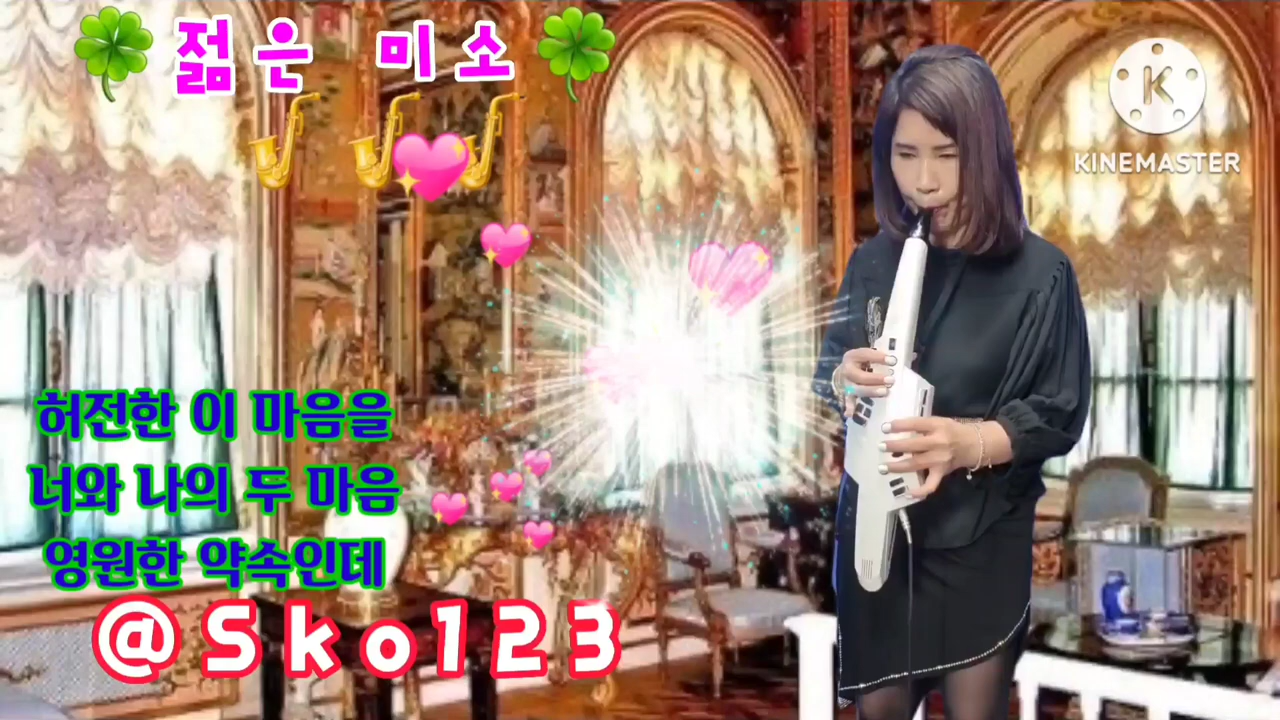 젊은 미소
K
KINEMASTER
허전한 이 마음을
너와 나의 두 마음
영원한 약속인데
@Sko123